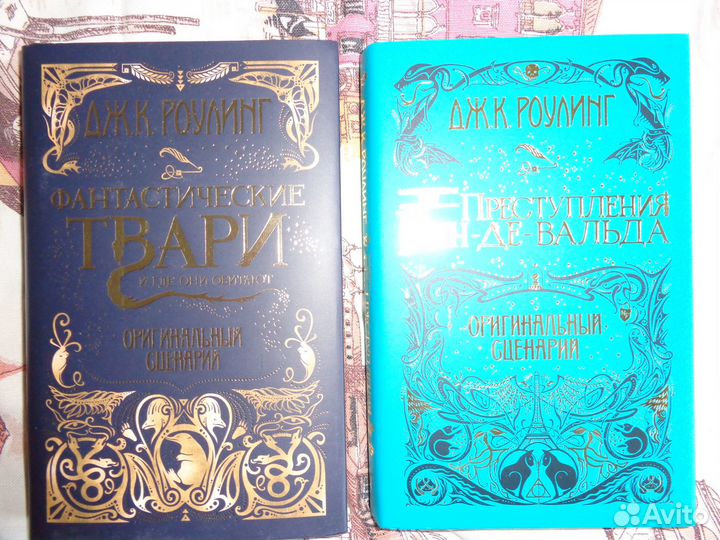 ДЖ.К. РОУЛИНГ
ФАНТАСТИЧЕСКИЕ
ТВАРИ
И ГДЕ ОНИ ОБИТАЮТ
ОРИГИНАЛЬНЫЙ
СЦЕНАРИЙ
ДЖ.К. РОУЛИНГ
ПРЕСТУПЛЕНИЯ
-ДЕ-ВАЛЬДА
ОРИГИНАЛЬНЫЙ
СЦЕНАРИЙ
Avito